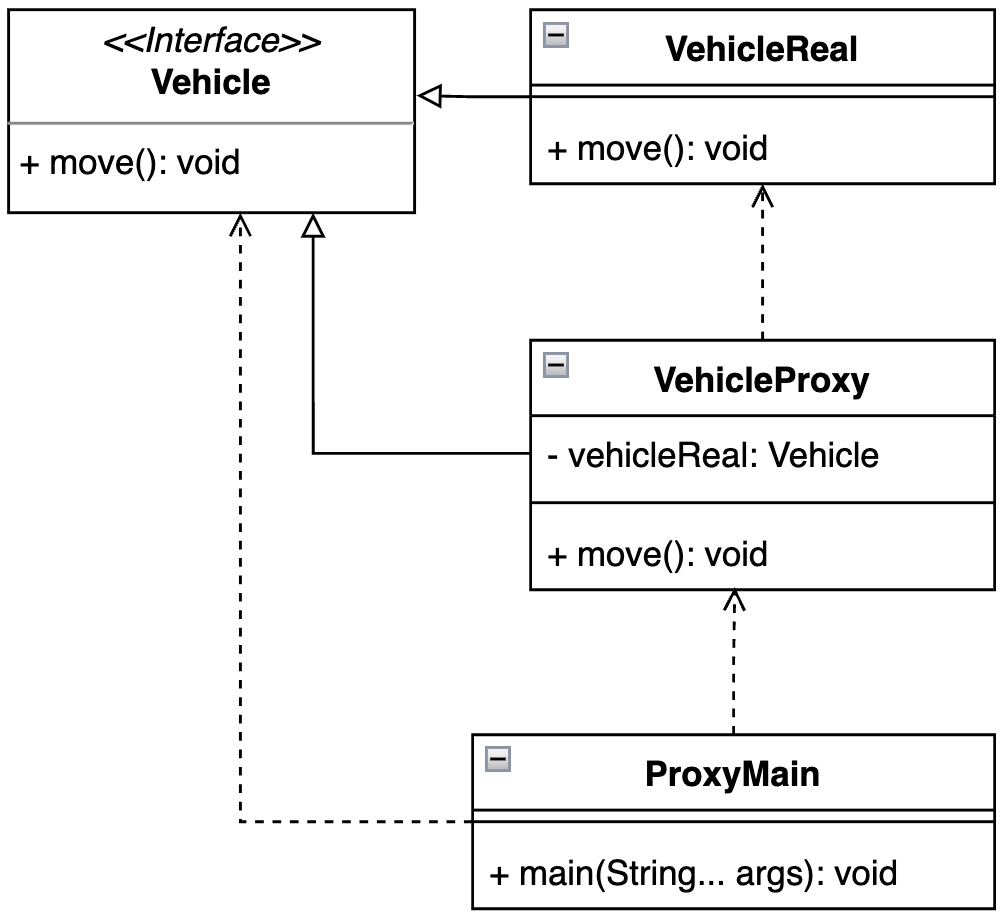 <<Interface>>
Vehicle
+ move(): void
VehicleReal
+ move(): void
VehicleProxy
- vehicleReal: Vehicle
+ move(): void
ProxyMain
+ main(String... args): void